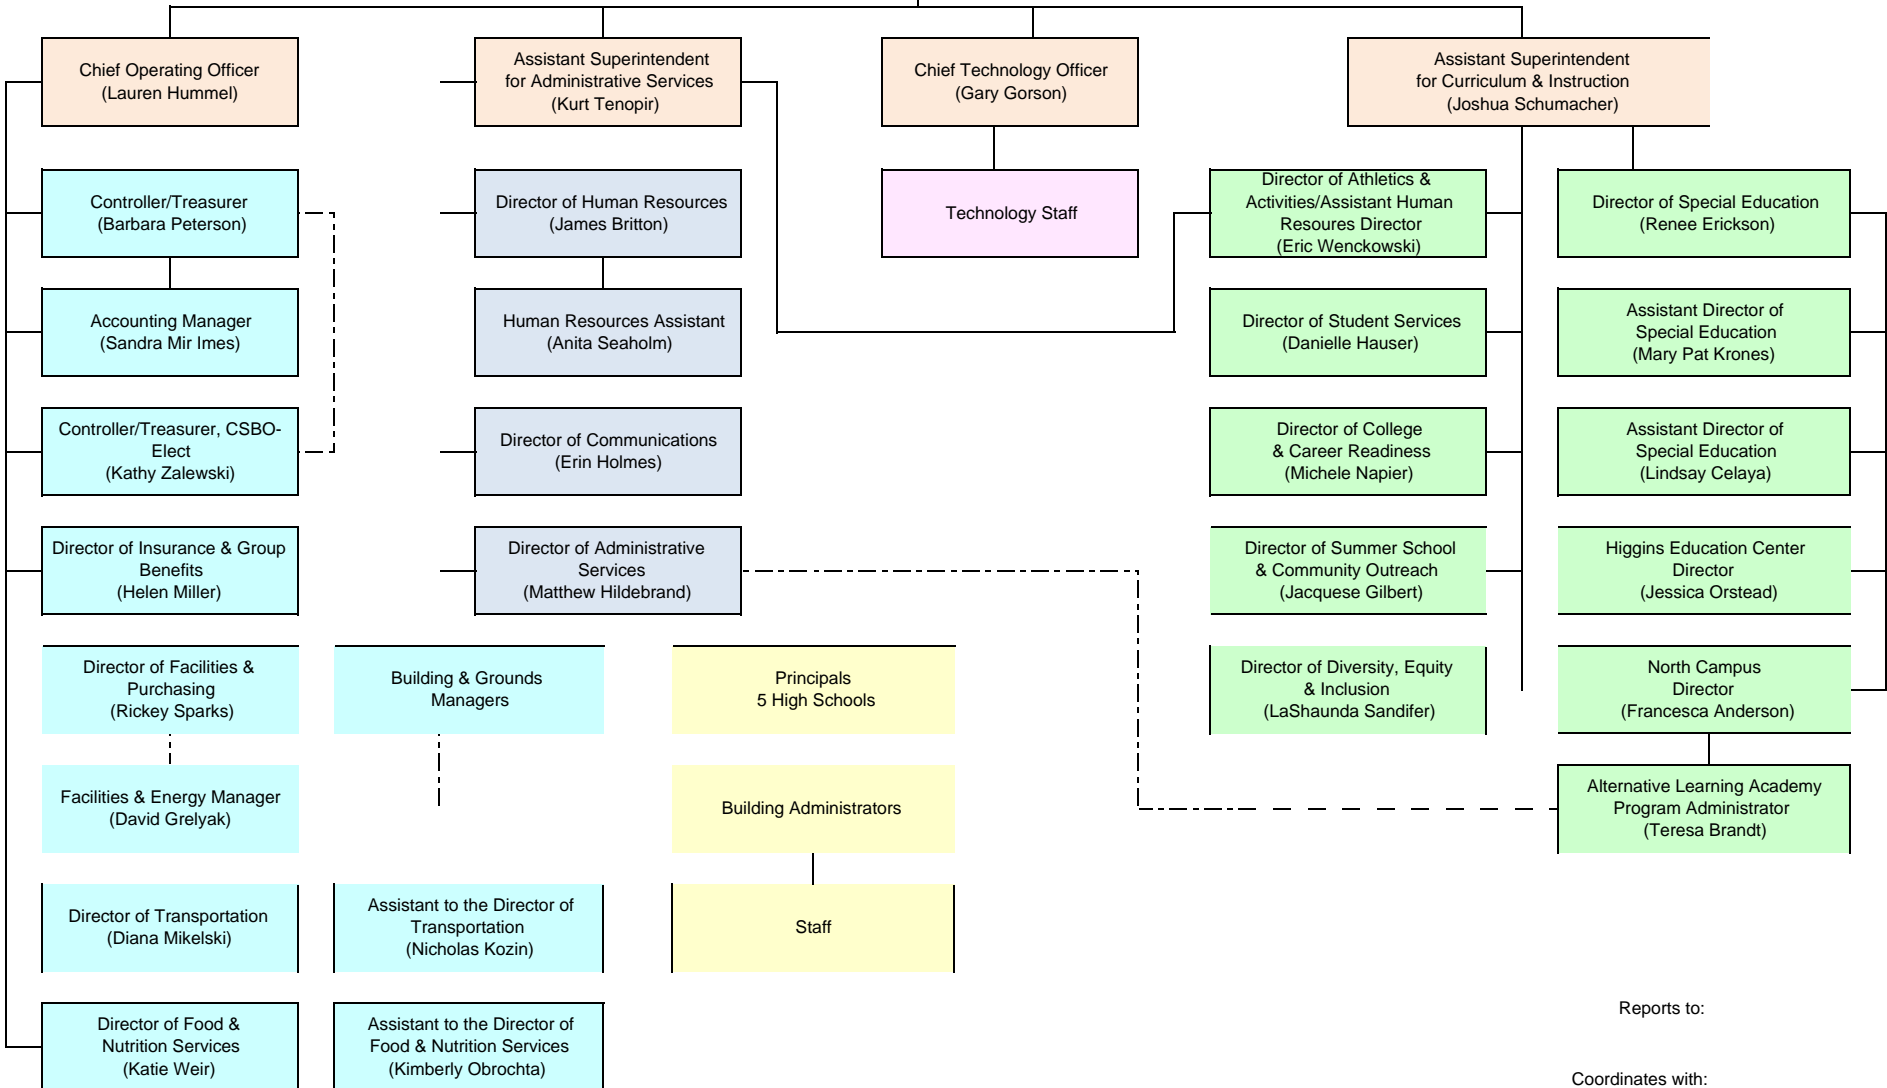 Chief Operating Officer
(Lauren Hummel)
Assistant Superintendent
for Administrative Services
(Kurt Tenopir)
Chief Technology Officer
(Gary Gorson)
Assistant Superintendent
for Curriculum & Instruction
(Joshua Schumacher)
Controller/Treasurer
(Barbara Peterson)
Director of Human Resources
(James Britton)
Technology Staff
Director of Athletics &
Activities/Assistant Human
Resoures Director
(Eric Wenckowski)
Director of Special Education
(Renee Erickson)
Accounting Manager
(Sandra Mir Imes)
Human Resources Assistant
(Anita Seaholm)
Director of Student Services
(Danielle Hauser)
Assistant Director of
Special Education
(Mary Pat Krones)
Controller/Treasurer, CSBO-
Elect
(Kathy Zalewski)
Director of Communications
(Erin Holmes)
Director of College
& Career Readiness
(Michele Napier)
Assistant Director of
Special Education
(Lindsay Celaya)
Director of Insurance & Group
Benefits
(Helen Miller)
Director of Administrative
Services
(Matthew Hildebrand)
Director of Summer School
& Community Outreach
(Jacquese Gilbert)
Higgins Education Center
Director
(Jessica Orstead)
Director of Facilities &
Purchasing
(Rickey Sparks)
Building & Grounds
Managers
Principals
5 High Schools
Director of Diversity, Equity
& Inclusion
(LaShaunda Sandifer)
North Campus
Director
(Francesca Anderson)
Facilities & Energy Manager
(David Grelyak)
Building Administrators
Alternative Learning Academy
Program Administrator
(Teresa Brandt)
Director of Transportation
(Diana Mikelski)
Assistant to the Director of
Transportation
(Nicholas Kozin)
Staff
Director of Food &
Nutrition Services
(Katie Weir)
Assistant to the Director of
Food & Nutrition Services
(Kimberly Obrochta)
Reports to:
Coordinates with: